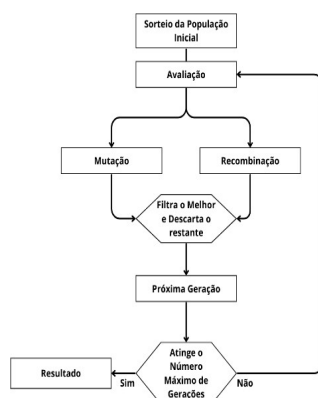 Sorteio da População
Inicial
Avaliação
Mutação
Recombinação
Filtra o Melhor
e Descarta o
restante
Próxima Geração
Atinge o
Número
Máximo de
Gerações
Resultado
Sim
Não